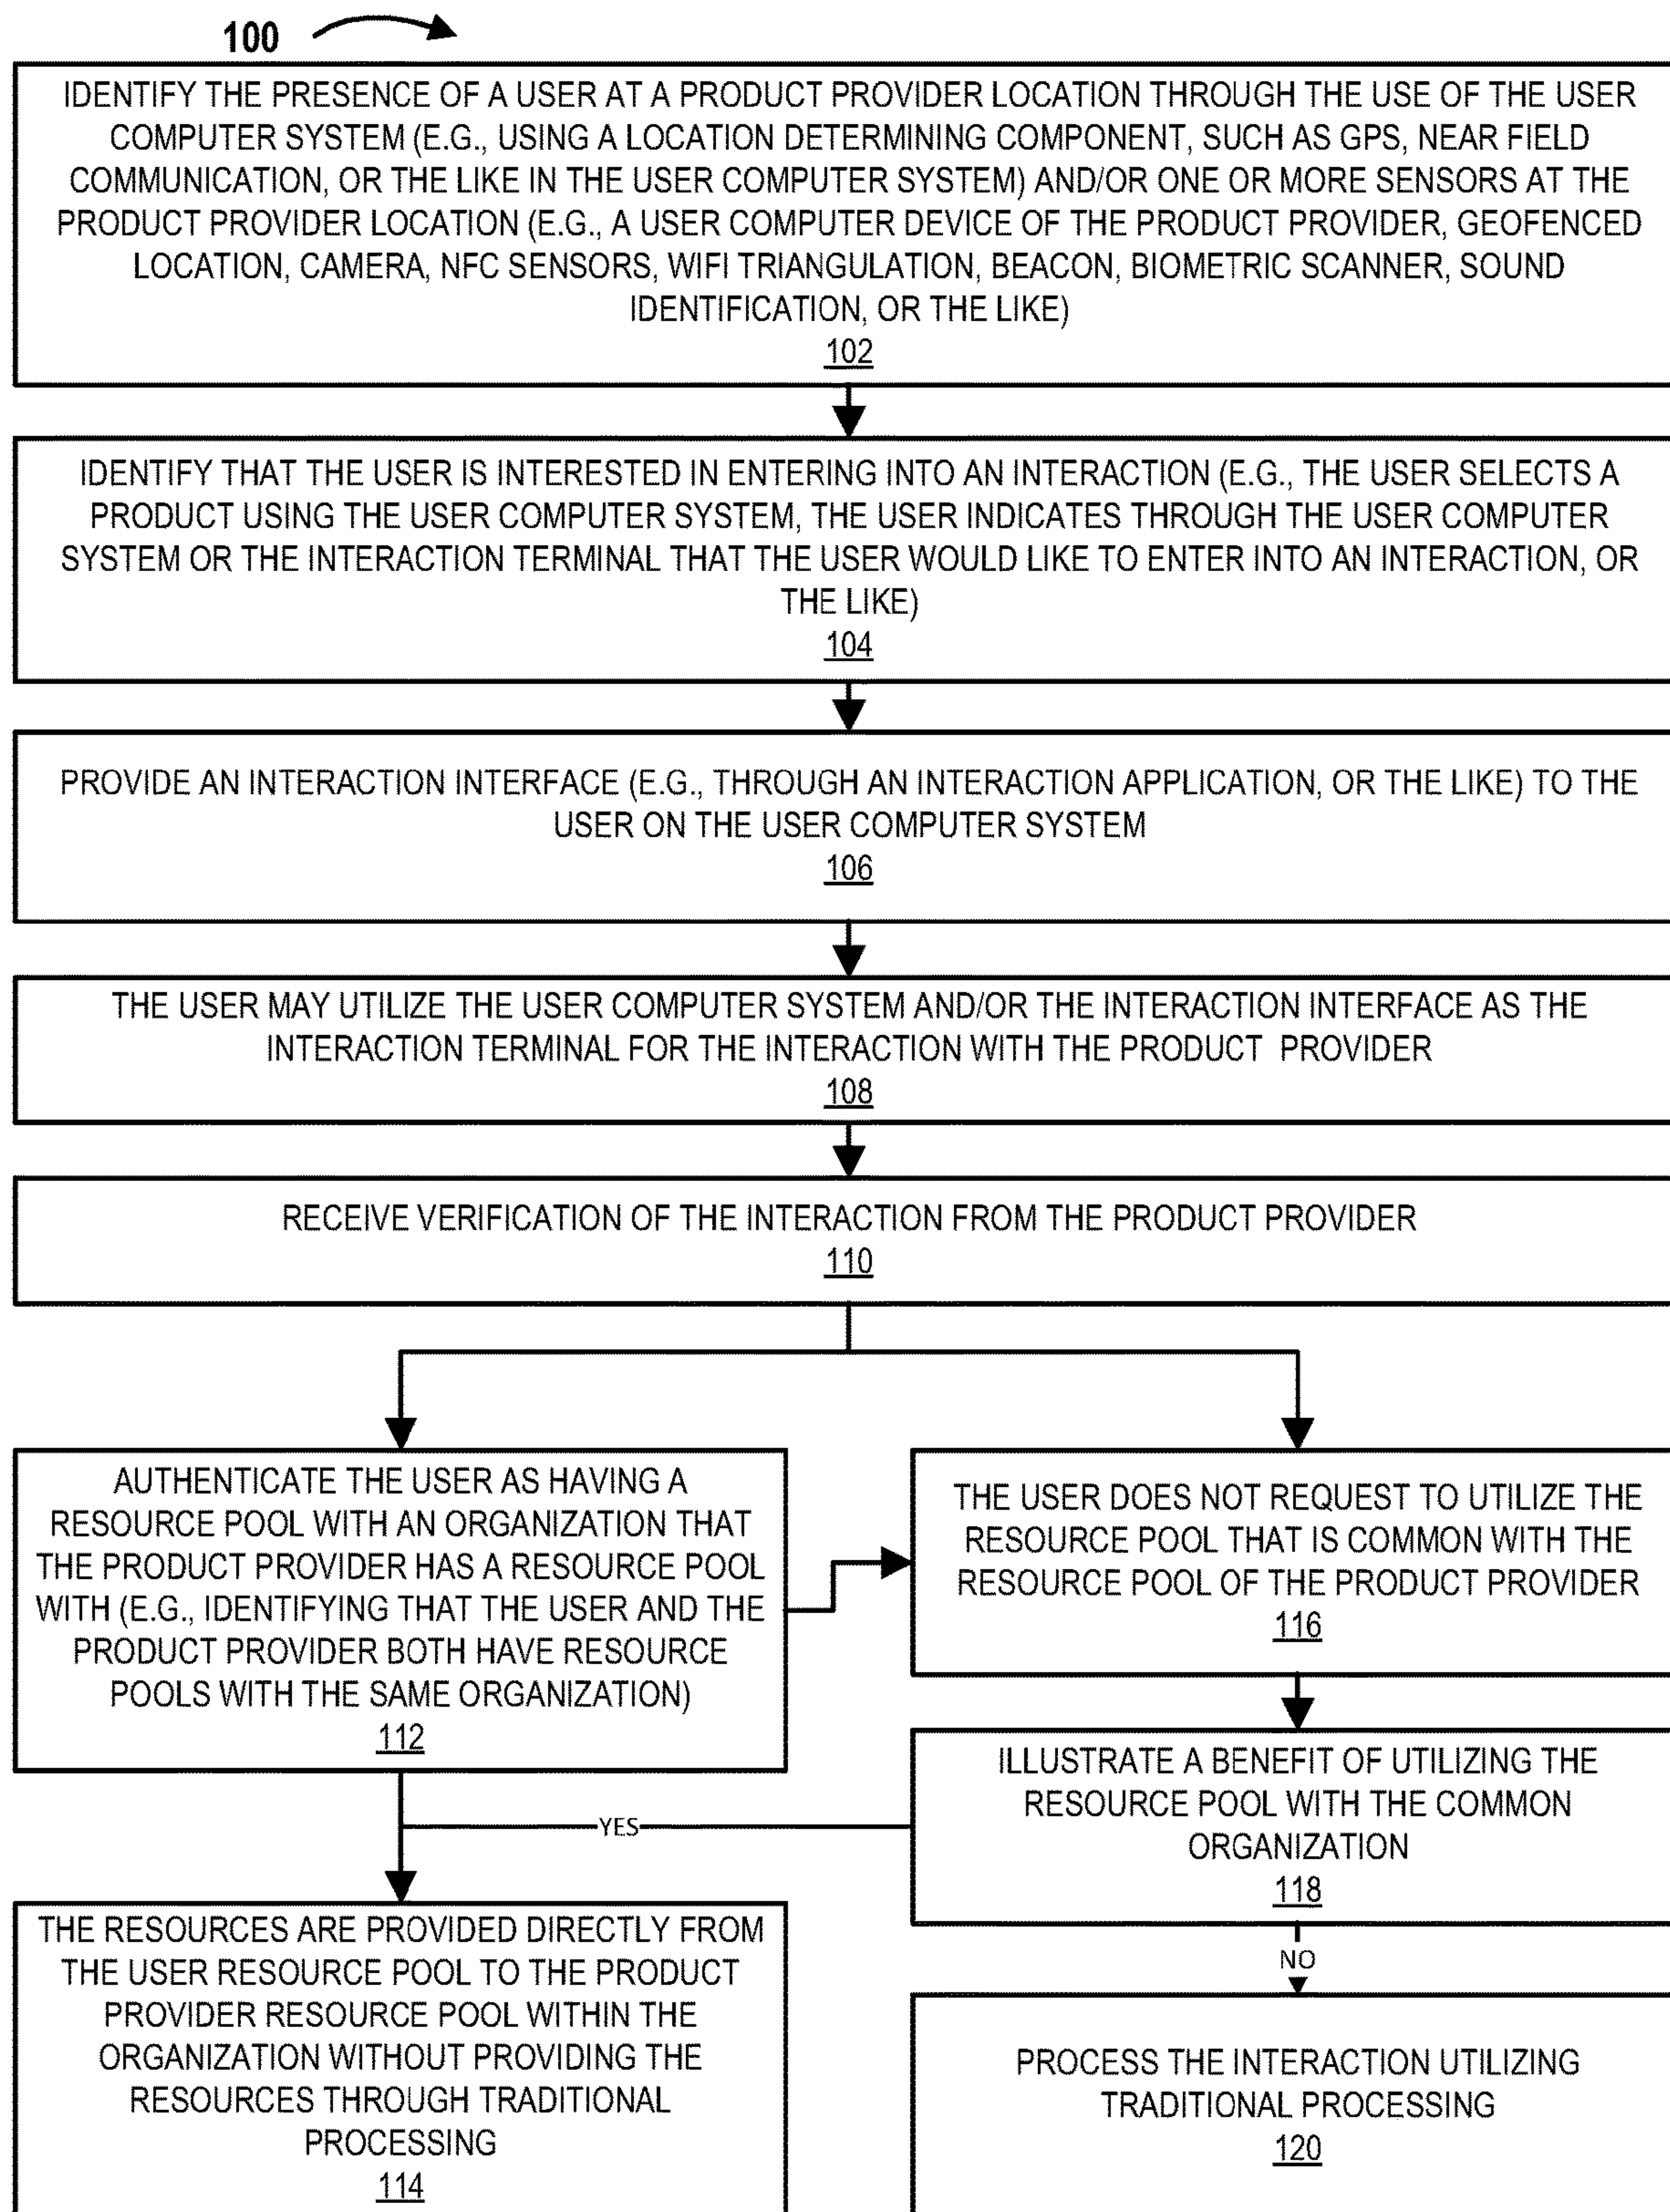 100
IDENTIFY THE PRESENCE OF A USER AT A PRODUCT PROVIDER LOCATION THROUGH THE USE OF THE USER
COMPUTER SYSTEM (E.G., USING A LOCATION DETERMINING COMPONENT, SUCH AS GPS, NEAR FIELD
COMMUNICATION, OR THE LIKE IN THE USER COMPUTER SYSTEM) AND/OR ONE OR MORE SENSORS AT THE
PRODUCT PROVIDER LOCATION (E.G., A USER COMPUTER DEVICE OF THE PRODUCT PROVIDER, GEOFENCED
LOCATION, CAMERA, NFC SENSORS, WIFI TRIANGULATION, BEACON, BIOMETRIC SCANNER, SOUND
IDENTIFICATION, OR THE LIKE)
102
IDENTIFY THAT THE USER IS INTERESTED IN ENTERING INTO AN INTERACTION (E.G., THE USER SELECTS A
PRODUCT USING THE USER COMPUTER SYSTEM, THE USER INDICATES THROUGH THE USER COMPUTER
SYSTEM OR THE INTERACTION TERMINAL THAT THE USER WOULD LIKE TO ENTER INTO AN INTERACTION, OR
THE LIKE)
104
PROVIDE AN INTERACTION INTERFACE (E.G., THROUGH AN INTERACTION APPLICATION, OR THE LIKE) TO THE
USER ON THE USER COMPUTER SYSTEM
106
THE USER MAY UTILIZE THE USER COMPUTER SYSTEM AND/OR THE INTERACTION INTERFACE AS THE
INTERACTION TERMINAL FOR THE INTERACTION WITH THE PRODUCT PROVIDER
108
RECEIVE VERIFICATION OF THE INTERACTION FROM THE PRODUCT PROVIDER
110
AUTHENTICATE THE USER AS HAVING A
RESOURCE POOL WITH AN ORGANIZATION THAT
THE PRODUCT PROVIDER HAS A RESOURCE POOL
WITH (E.G., IDENTIFYING THAT THE USER AND THE
PRODUCT PROVIDER BOTH HAVE RESOURCE
POOLS WITH THE SAME ORGANIZATION)
112
THE USER DOES NOT REQUEST TO UTILIZE THE
RESOURCE POOL THAT IS COMMON WITH THE
RESOURCE POOL OF THE PRODUCT PROVIDER
116
ILLUSTRATE A BENEFIT OF UTILIZING THE
RESOURCE POOL WITH THE COMMON
ORGANIZATION
118
YES
NO
THE RESOURCES ARE PROVIDED DIRECTLY FROM
THE USER RESOURCE POOL TO THE PRODUCT
PROVIDER RESOURCE POOL WITHIN THE
ORGANIZATION WITHOUT PROVIDING THE
RESOURCES THROUGH TRADITIONAL
PROCESSING
114
PROCESS THE INTERACTION UTILIZING
TRADITIONAL PROCESSING
120